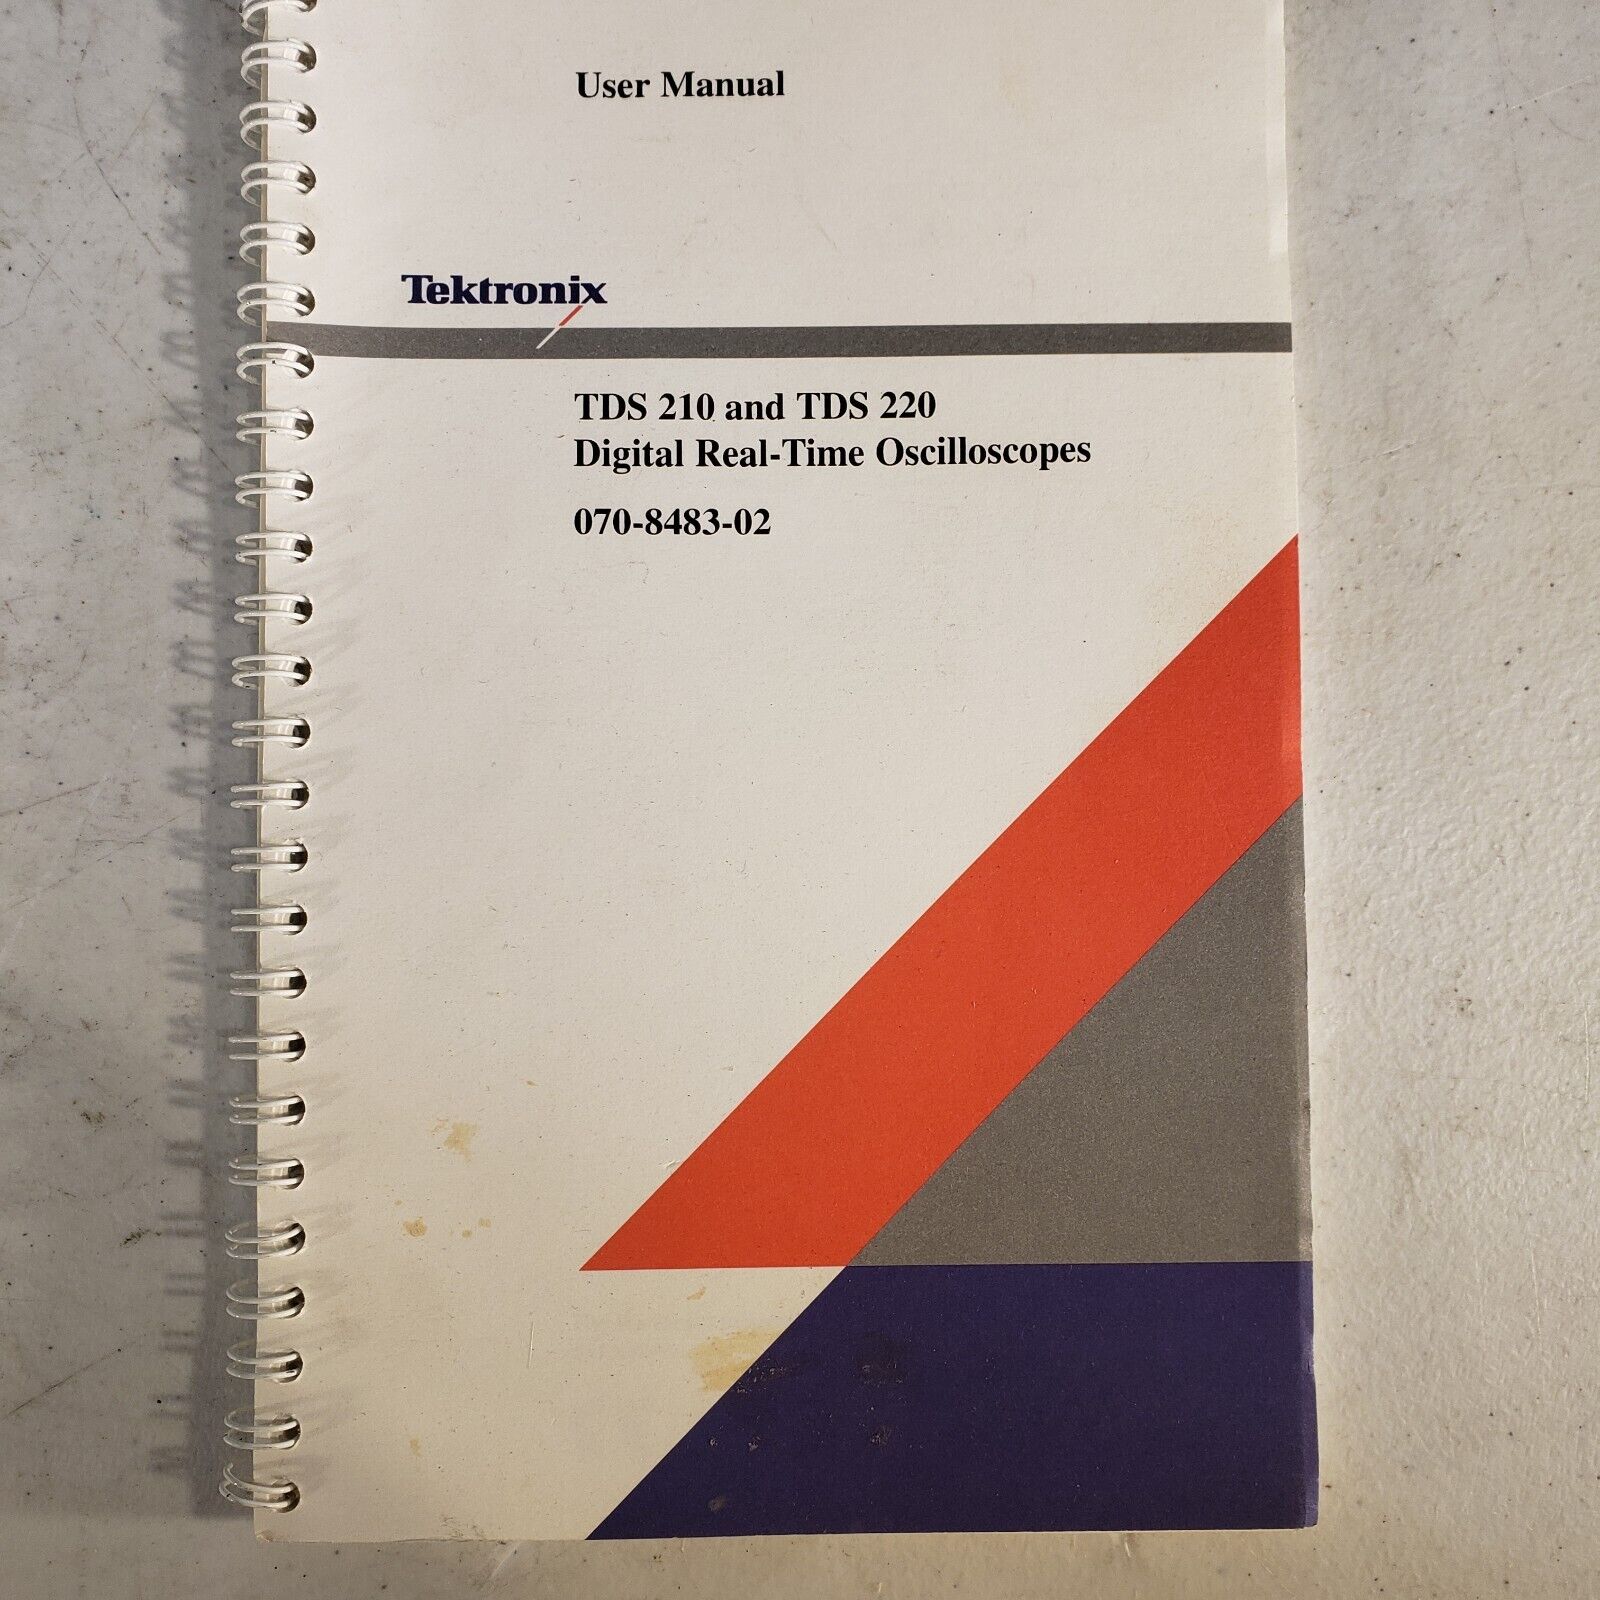 User Manual
Tektronix
TDS 210 and TDS 220
Digital Real-Time Oscilloscopes
070-8483-02